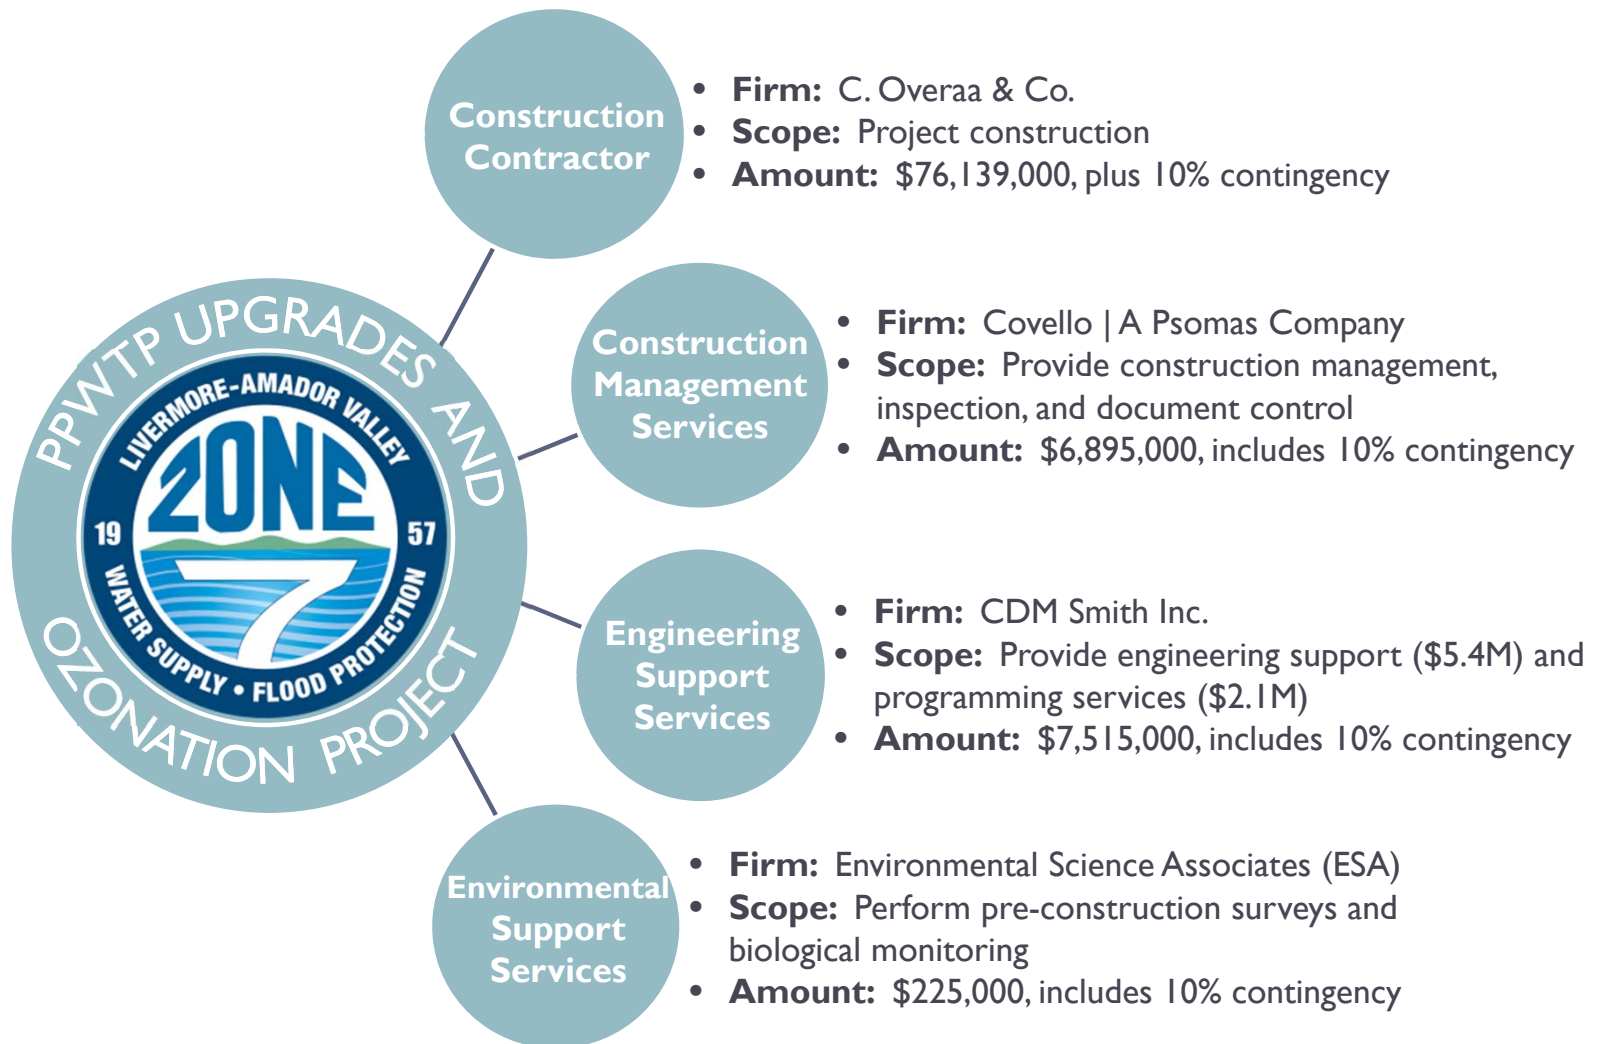 PPWTP UPGRADES AND
OZONATION PROJECT
LIVERMORE-AMADOR VALLEY
ZONE
19
57
7
WATER SUPPLY • FLOOD PROTECTION
Construction
Contractor
• Firm: C. Overaa & Co.
• Scope: Project construction
• Amount: $76,139,000, plus 10% contingency
Construction
Management
Services
• Firm: Covello | A Psomas Company
• Scope: Provide construction management,
inspection, and document control
• Amount: $6,895,000, includes 10% contingency
Engineering
Support
Services
• Firm: CDM Smith Inc.
• Scope: Provide engineering support ($5.4M) and
programming services ($2.1M)
• Amount: $7,515,000, includes 10% contingency
Environmental
Support
Services
• Firm: Environmental Science Associates (ESA)
• Scope: Perform pre-construction surveys and
biological monitoring
• Amount: $225,000, includes 10% contingency